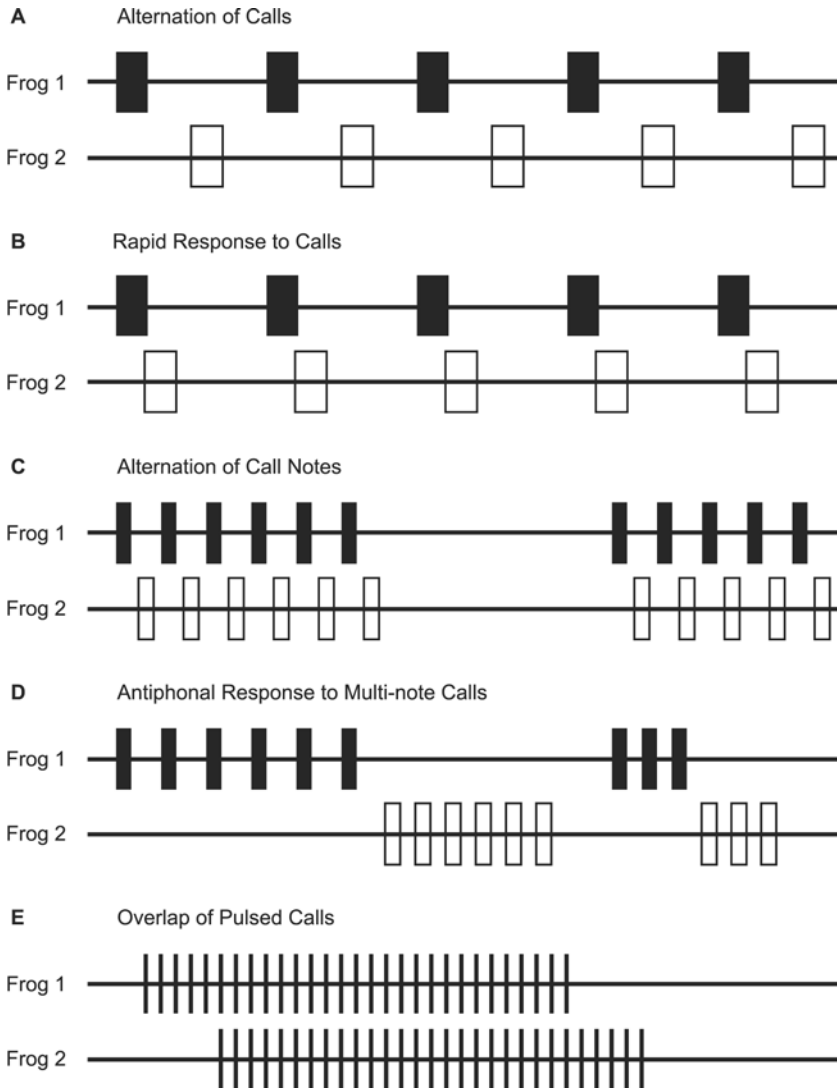 A Alternation of Calls
Frog 1
Frog 2
B Rapid Response to Calls
Frog 1
Frog 2
C Alternation of Call Notes
Frog 1
Frog 2
D Antiphonal Response to Multi-note Calls
Frog 1
Frog 2
E Overlap of Pulsed Calls
Frog 1
Frog 2